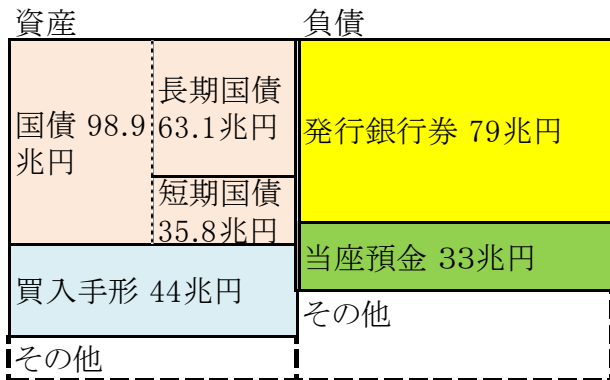 資産
負債
国債 98.9
兆円
長期国債
63.1兆円
短期国債
35.8兆円
買入手形 44兆円
その他
発行銀行券 79兆円
当座預金 33兆円
その他